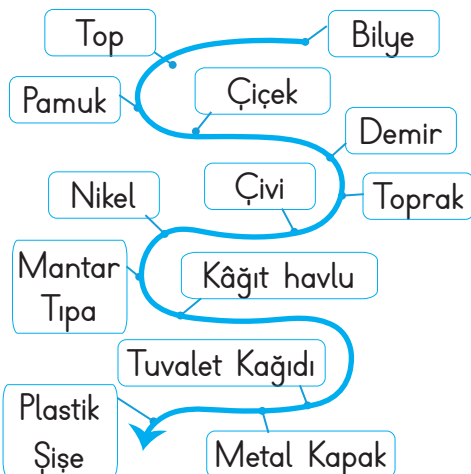 Top
Bilye
Pamuk
Çiçek
Demir
Nikel
Çivi
Toprak
Mantar
Tıpa
Kâğıt havlu
Tuvalet Kağıdı
Plastik
Şişe
Metal Kapak